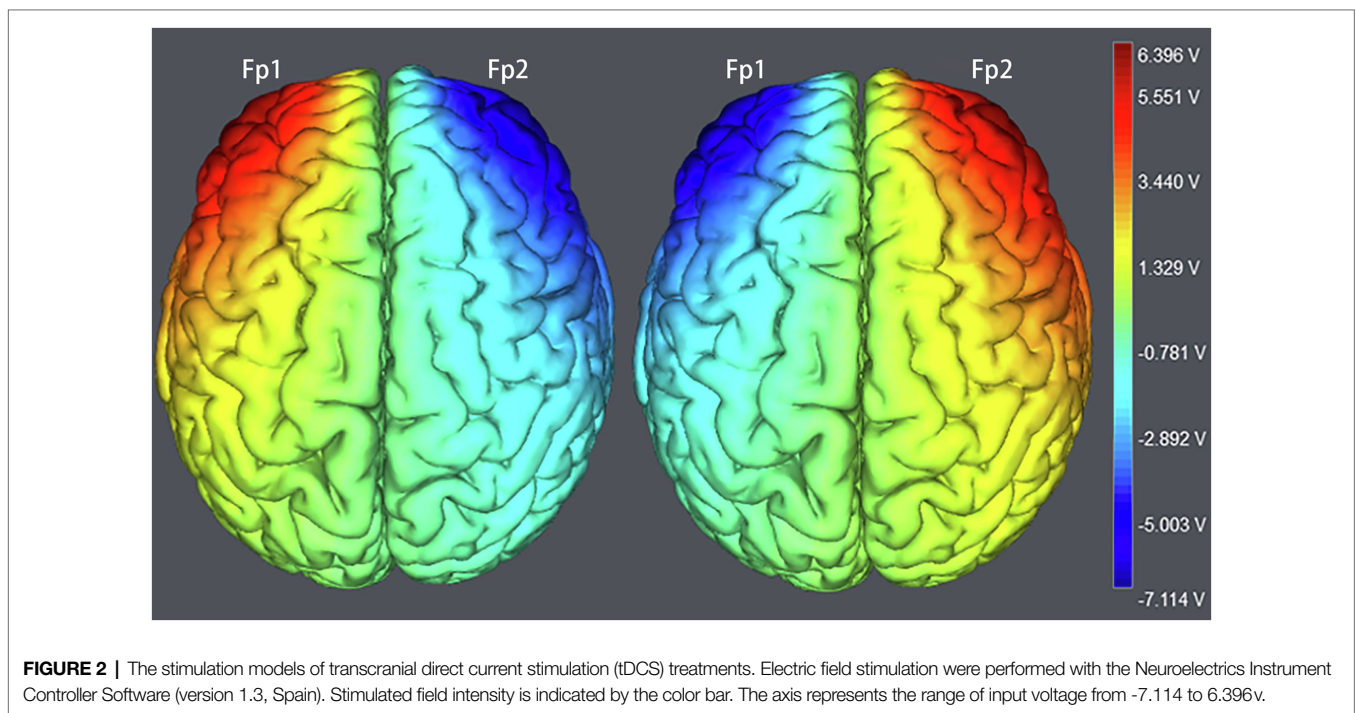 Fp1
Fp2
Fp1
Fp2
6.396 V
5.551 V
3.440 V
1.329 V
-0.781 V
-2.892 V
-5.003 V
-7.114 V
FIGURE 2 | The stimulation models of transcranial direct current stimulation (tDCS) treatments. Electric field stimulation were performed with the Neuroelectrics Instrument
Controller Software (version 1.3, Spain). Stimulated field intensity is indicated by the color bar. The axis represents the range of input voltage from -7.114 to 6.396v.